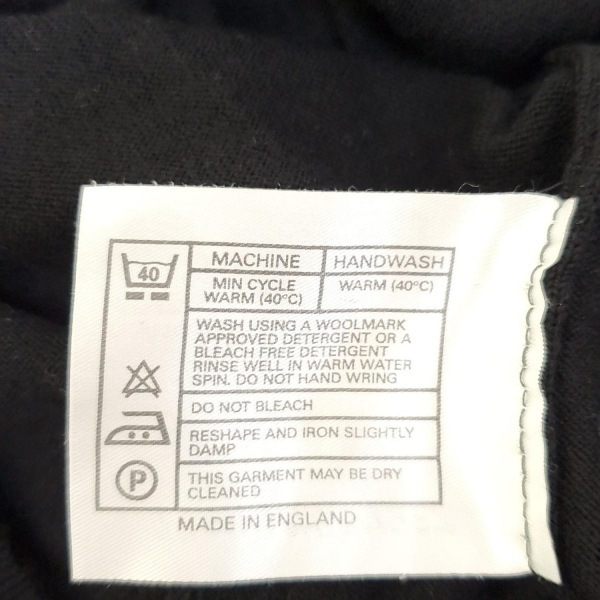 40
MACHINE HANDWASH
MIN CYCLE WARM (40°C)
WARM (40°C)
WASH USING A WOOLMARK
APPROVED DETERGENT OR A
BLEACH FREE DETERGENT
RINSE WELL IN WARM WATER
SPIN. DO NOT HAND WRING
DO NOT BLEACH
RESHAPE AND IRON SLIGHTLY
DAMP
P THIS GARMENT MAY BE DRY
CLEANED
MADE IN ENGLAND